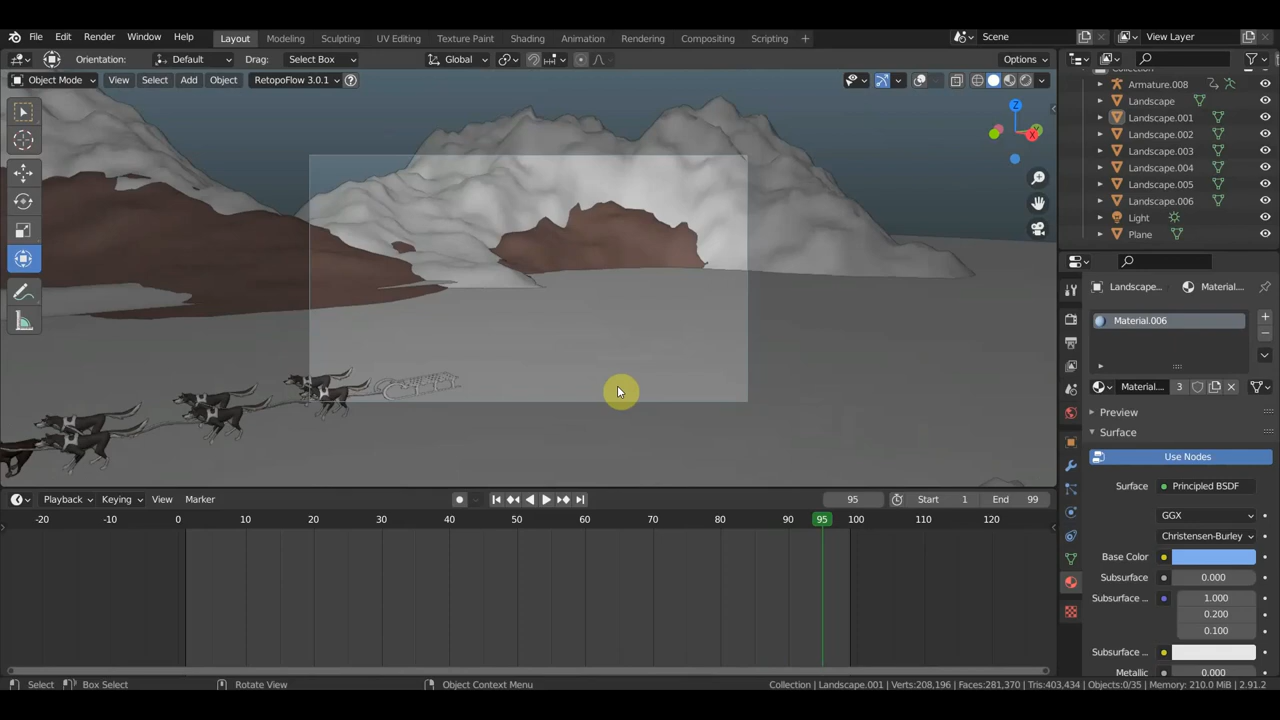 File Edit Render Window Help Layout Modeling Sculpting UV Editing Texture Paint Shading Animation Rendering Compositing Scripting + Scene View Layer
Orientation: Default Drag: Select Box Global Options
Object Mode View Select Add Object RetopoFlow 3.0.1
Collection
Armature.008
Landscape
Landscape.001
Landscape.002
Landscape.003
Landscape.004
Landscape.005
Landscape.006
Light
Plane
Z
Y
X
Landscape... Material....
Material.006
Material.... 3
Preview
Surface
Use Nodes
Surface Principled BSDF
GGX
Christensen-Burley
Base Color
Subsurface 0.000
Subsurface ... 1.000
0.200
0.100
Subsurface ...
Metallic 0.000
Playback Keying View Marker 95 Start 1 End 99
-20 0 10 20 30 40 50 60 70 80 90 95 100 110 120
Select Box Select Rotate View Object Context Menu Collection | Landscape.001 | Verts:208,196 | Faces:281,370 | Tris:403,434 | Objects:0/35 | Memory: 210.0 MiB | 2.91.2